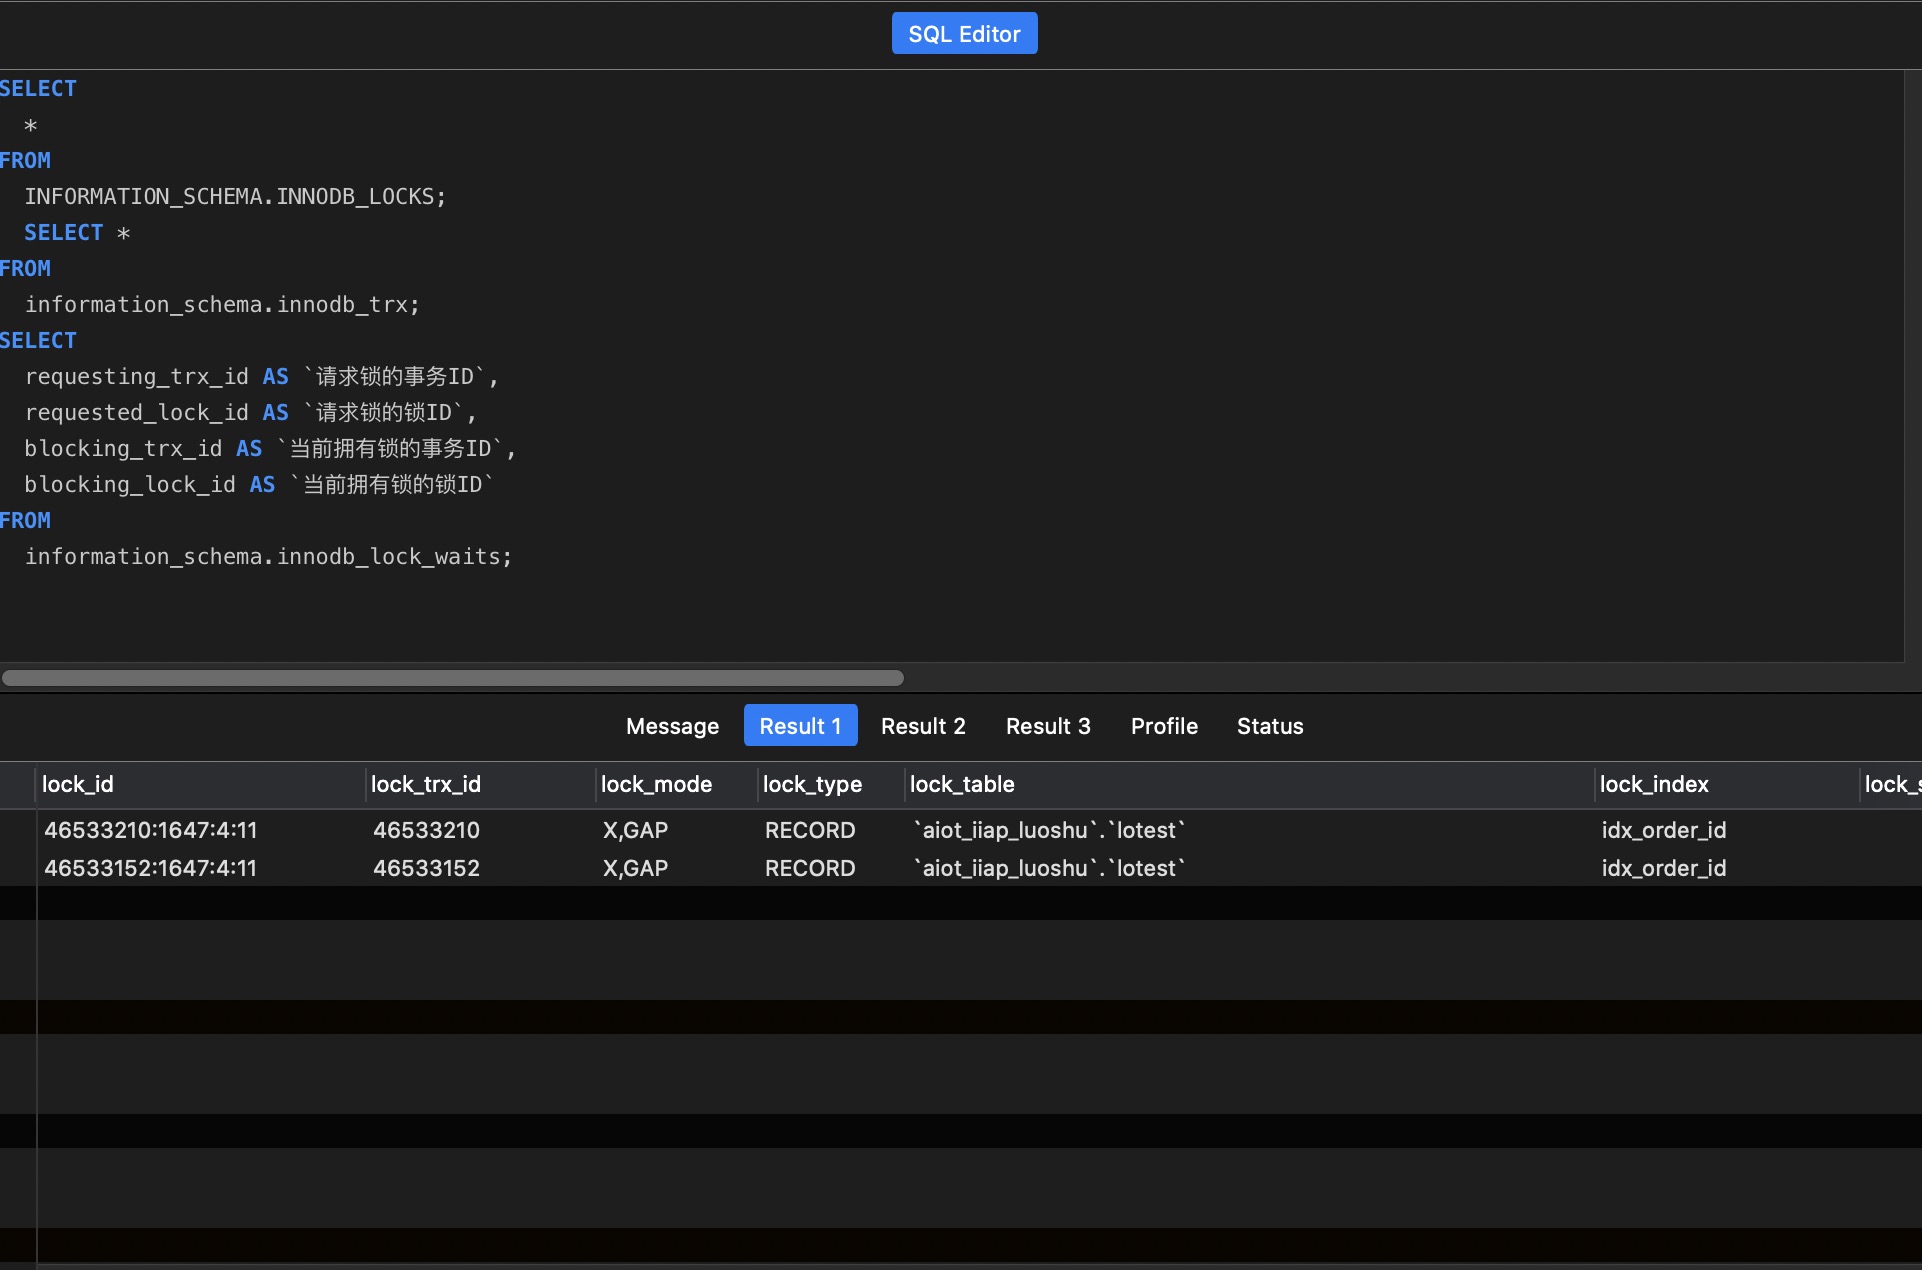 SQL Editor
SELECT
*
FROM
INFORMATION_SCHEMA.INNODB_LOCKS;
SELECT *
FROM
information_schema.innodb_trx;
SELECT
requesting_trx_id AS `请求锁的事务ID`,
requested_lock_id AS `请求锁的锁ID`,
blocking_trx_id AS `当前拥有锁的事务ID`,
blocking_lock_id AS `当前拥有锁的锁ID`
FROM
information_schema.innodb_lock_waits;
Message Result 1 Result 2 Result 3 Profile Status
lock_id lock_trx_id lock_mode lock_type lock_table lock_index lock_s
46533210:1647:4:11 46533210 X,GAP RECORD `aiot_iiap_luoshu`.`lotest` idx_order_id
46533152:1647:4:11 46533152 X,GAP RECORD `aiot_iiap_luoshu`.`lotest` idx_order_id